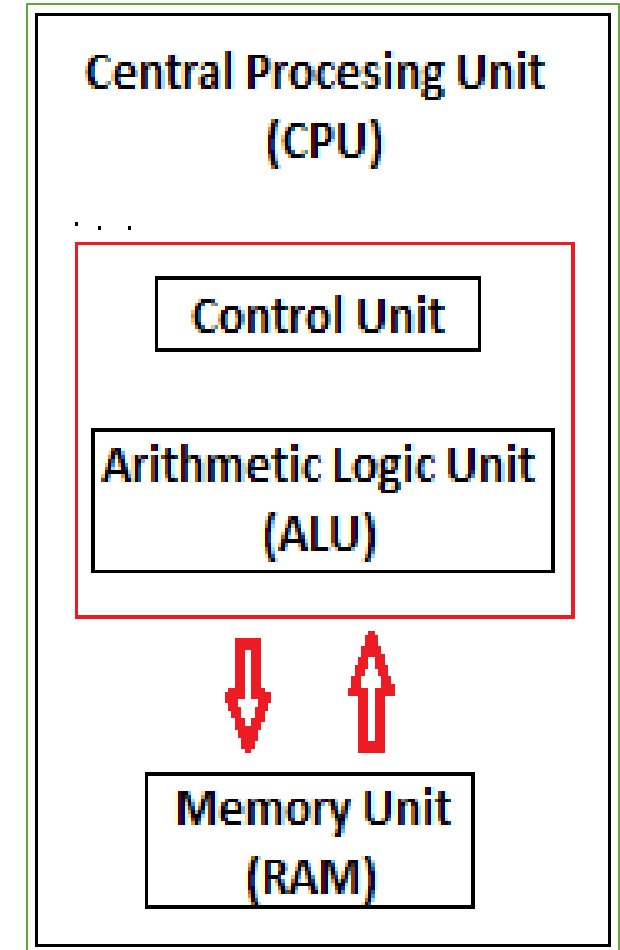 Central Procesing Unit
(CPU)
. . .
Control Unit
Arithmetic Logic Unit
(ALU)
Memory Unit
(RAM)